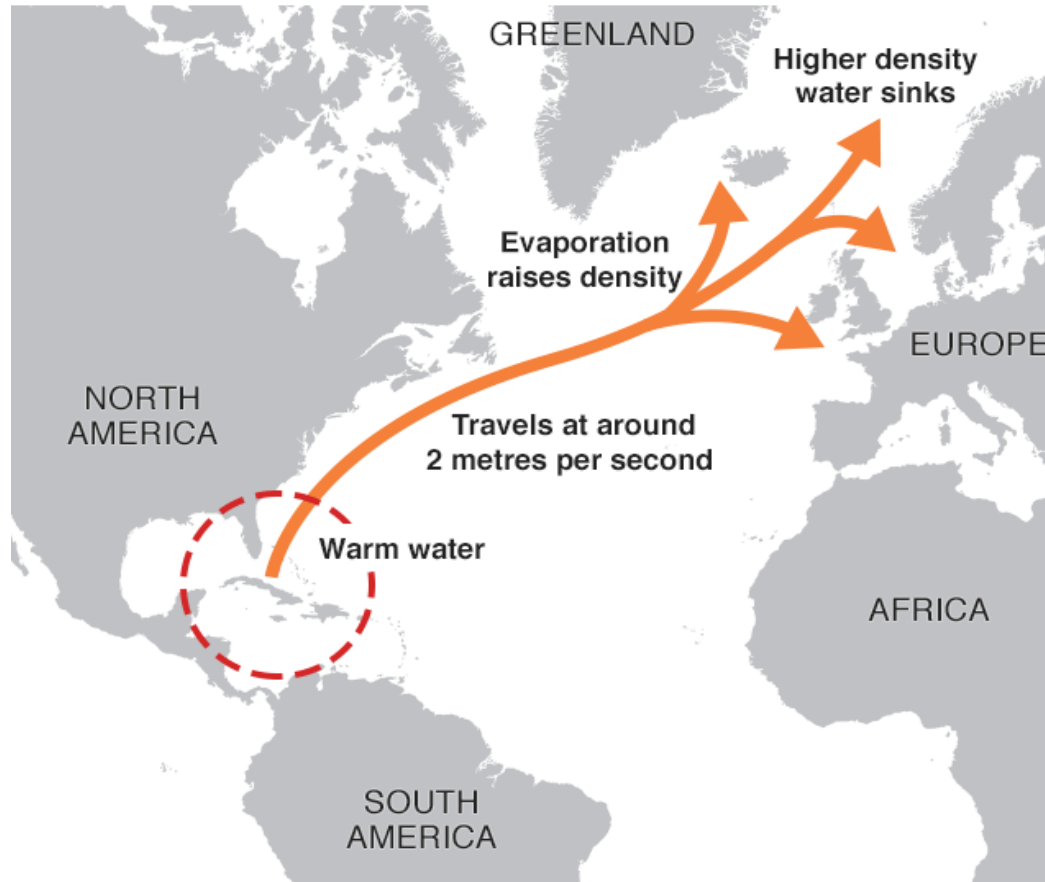 GREENLAND
Higher density
water sinks
Evaporation
raises density
EUROPE
NORTH
AMERICA
Travels at around
2 metres per second
Warm water
AFRICA
SOUTH
AMERICA